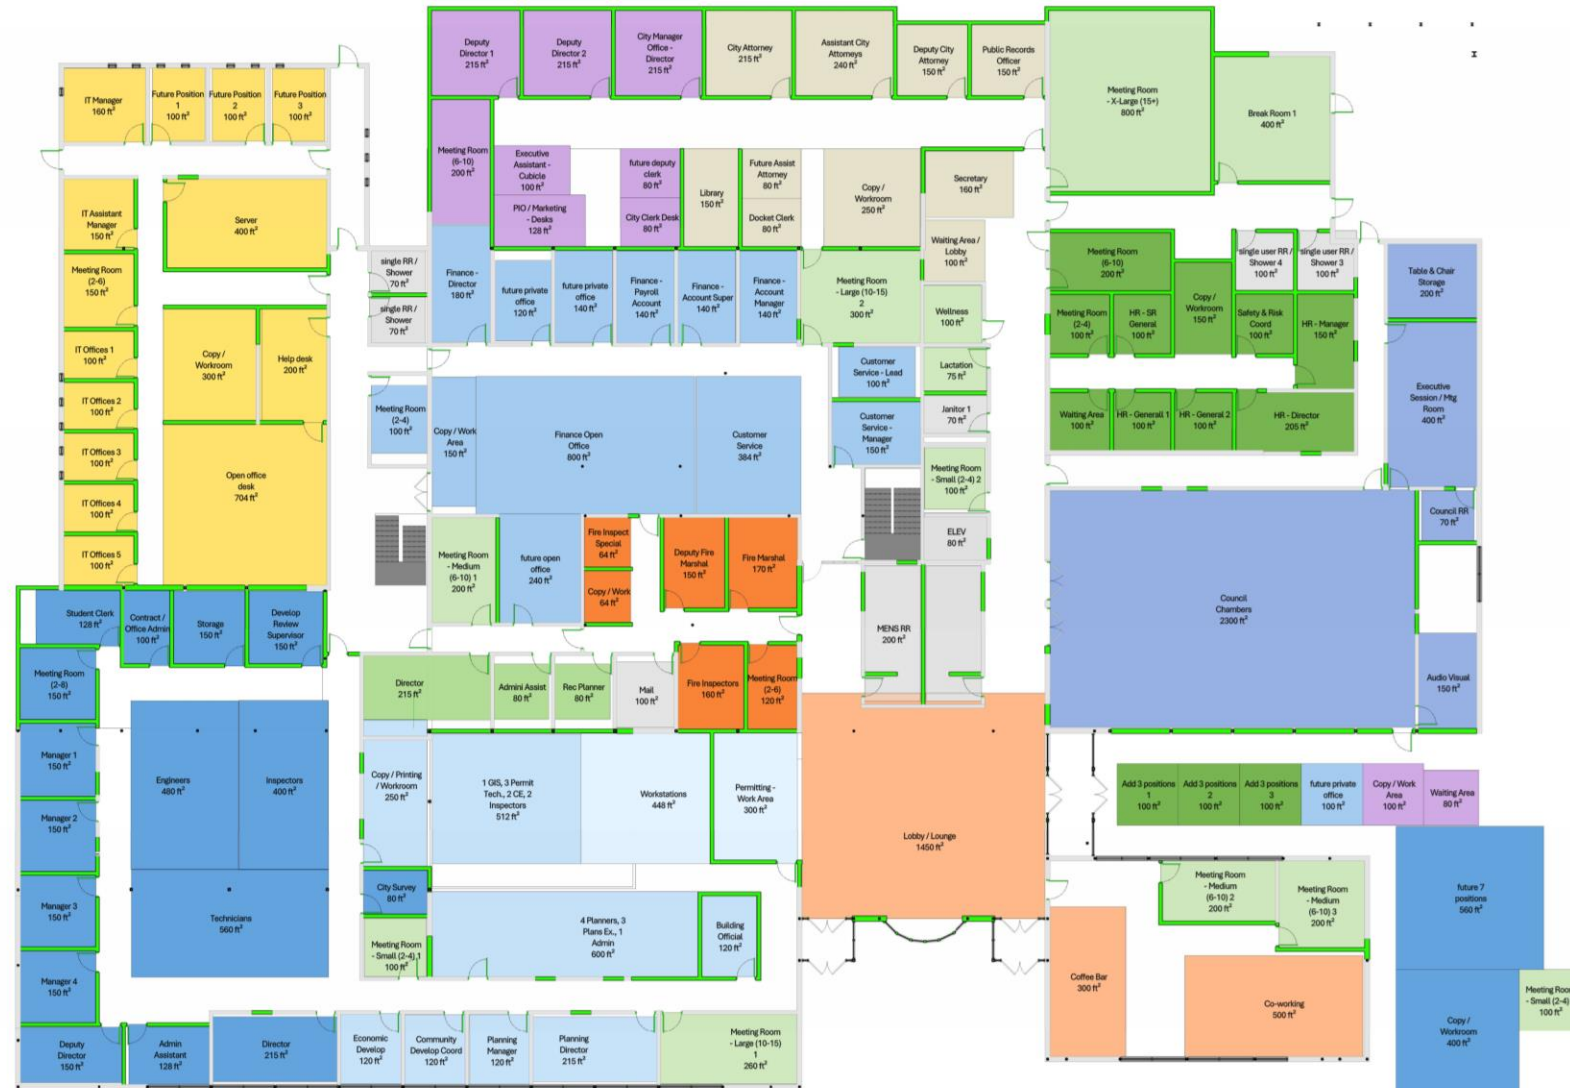 Deputy
Director 1
215 ft²
Deputy
Director 2
215 ft²
City Manager
Office -
Director
215 ft²
City Attorney
215 ft²
Assistant City
Attorneys
240 ft²
Deputy City
Attorney
150 ft²
Public Records
Officer
150 ft²
Meeting Room
- X-Large (15+)
800 ft²
Break Room 1
400 ft²
IT Manager
160 ft²
Future Position
1
100 ft²
Future Position
2
100 ft²
Future Position
3
100 ft²
Meeting Room
(6-10)
200 ft²
Executive
Assistant -
Cubicle
100 ft²
PIO / Marketing
- Desks
128 ft²
future deputy
clerk
80 ft²
City Clerk Desk
80 ft²
Library
150 ft²
Future Assist
Attorney
80 ft²
Docket Clerk
80 ft²
Copy /
Workroom
250 ft²
Secretary
160 ft²
Waiting Area /
Lobby
100 ft²
IT Assistant
Manager
150 ft²
Server
400 ft²
Meeting Room
(2-6)
150 ft²
single RR /
Shower
70 ft²
single RR /
Shower
70 ft²
Finance -
Director
180 ft²
future private
office
120 ft²
future private
office
140 ft²
Finance -
Payroll
Account
140 ft²
Finance -
Account Super
140 ft²
Finance -
Account
Manager
140 ft²
Meeting Room
- Large (10-15)
2
300 ft²
Wellness
100 ft²
Meeting Room
(6-10)
200 ft²
Copy /
Workroom
150 ft²
single user RR /
Shower 4
100 ft²
single user RR /
Shower 3
100 ft²
Table & Chair
Storage
200 ft²
Meeting Room
(2-4)
100 ft²
HR - SR
General
100 ft²
Safety & Risk
Coord
100 ft²
HR - Manager
150 ft²
IT Offices 1
100 ft²
Copy /
Workroom
300 ft²
Help desk
200 ft²
Customer
Service - Lead
100 ft²
Lactation
75 ft²
IT Offices 2
100 ft²
Meeting Room
(2-4)
100 ft²
Copy / Work
Area
150 ft²
Finance Open
Office
800 ft²
Customer
Service
384 ft²
Customer
Service -
Manager
150 ft²
Janitor 1
70 ft²
Waiting Area
100 ft²
HR - Generall 1
100 ft²
HR - General 2
100 ft²
HR - Director
205 ft²
Executive
Session / Mtg
Room
400 ft²
IT Offices 3
100 ft²
IT Offices 4
100 ft²
IT Offices 5
100 ft²
Open office
desk
704 ft²
Meeting Room
- Small (2-4) 2
100 ft²
ELEV
80 ft²
Council RR
70 ft²
Meeting Room
- Medium
(6-10) 1
200 ft²
future open
office
240 ft²
Fire Inspect
Special
64 ft²
Copy / Work
64 ft²
Deputy Fire
Marshal
150 ft²
Fire Marshal
170 ft²
MENS RR
200 ft²
Council
Chambers
2300 ft²
Student Clerk
128 ft²
Contract /
Office Admin
100 ft²
Storage
150 ft²
Develop
Review
Supervisor
150 ft²
Meeting Room
(2-8)
150 ft²
Director
215 ft²
Admini Assist
80 ft²
Rec Planner
80 ft²
Mail
100 ft²
Fire Inspectors
160 ft²
Meeting Room
(2-6)
120 ft²
Audio Visual
150 ft²
Manager 1
150 ft²
Engineers
480 ft²
Inspectors
400 ft²
Copy / Printing
/ Workroom
250 ft²
1 GIS, 3 Permit
Tech., 2 CE, 2
Inspectors
512 ft²
Workstations
448 ft²
Permitting -
Work Area
300 ft²
Lobby / Lounge
1450 ft²
Add 3 positions
1
100 ft²
Add 3 positions
2
100 ft²
Add 3 positions
3
100 ft²
future private
office
100 ft²
Copy / Work
Area
100 ft²
Waiting Area
80 ft²
Manager 2
150 ft²
Manager 3
150 ft²
Technicians
560 ft²
City Survey
80 ft²
Meeting Room
- Small (2-4) 1
100 ft²
4 Planners, 3
Plans Ex., 1
Admin
600 ft²
Building
Official
120 ft²
Meeting Room
- Medium
(6-10) 2
200 ft²
Meeting Room
- Medium
(6-10) 3
200 ft²
future 7
positions
560 ft²
Manager 4
150 ft²
Coffee Bar
300 ft²
Co-working
500 ft²
Copy /
Workroom
400 ft²
Meeting Room
- Small (2-4)
100 ft²
Deputy
Director
150 ft²
Admin
Assistant
128 ft²
Director
215 ft²
Economic
Develop
120 ft²
Community
Develop Coord
120 ft²
Planning
Manager
120 ft²
Planning
Director
215 ft²
Meeting Room
- Large (10-15)
1
260 ft²